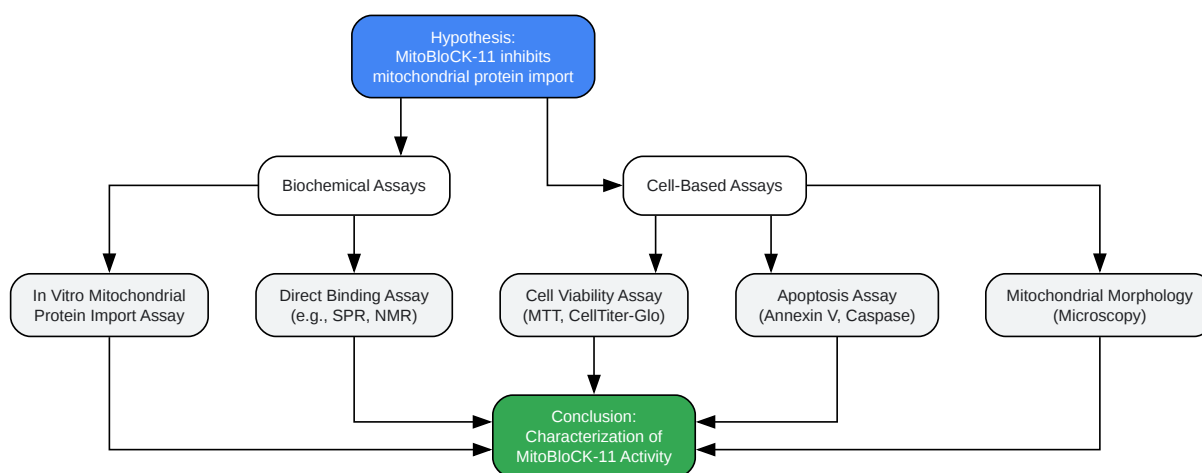 Hypothesis:
MitoBloCK-11 inhibits
mitochondrial protein import
Biochemical Assays
Cell-Based Assays
In Vitro Mitochondrial
Protein Import Assay
Direct Binding Assay
(e.g., SPR, NMR)
Cell Viability Assay
(MTT, CellTiter-Glo)
Apoptosis Assay
(Annexin V, Caspase)
Mitochondrial Morphology
(Microscopy)
Conclusion:
Characterization of
MitoBloCK-11 Activity